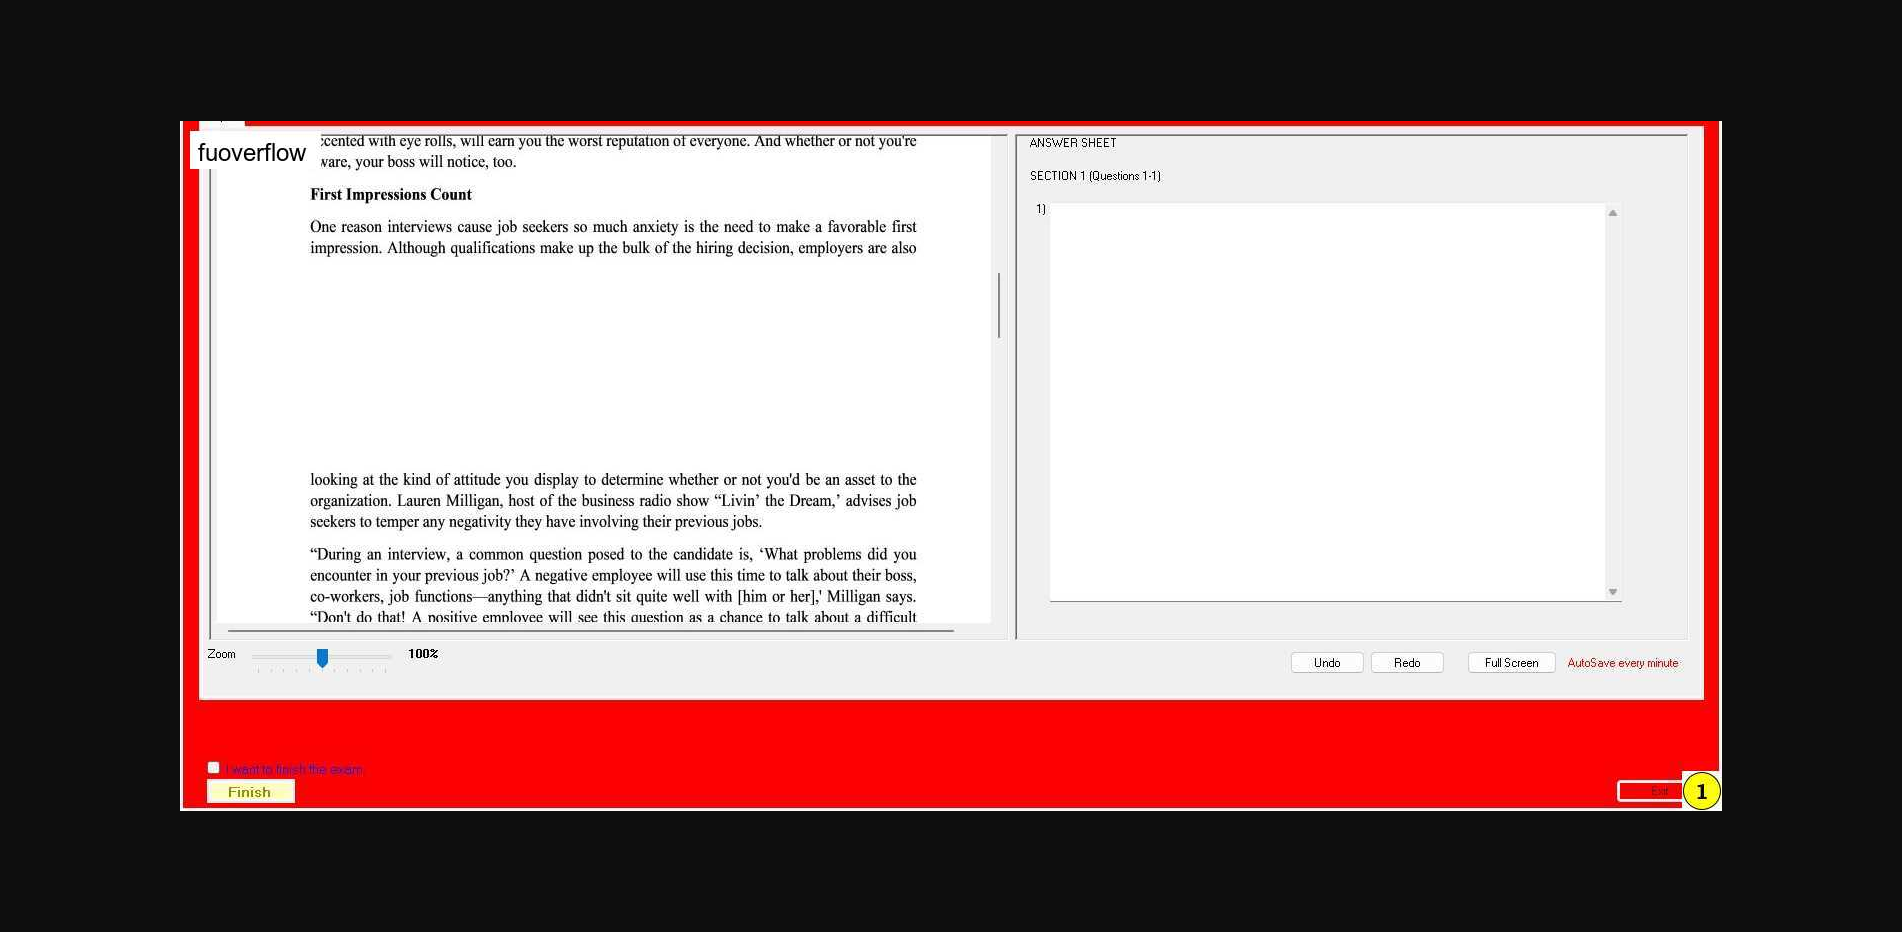 fuoverflow
ccented with eye rolls, will earn you the worst reputation of everyone. And whether or not you're
ware, your boss will notice, too.
First Impressions Count
One reason interviews cause job seekers so much anxiety is the need to make a favorable first
impression. Although qualifications make up the bulk of the hiring decision, employers are also
looking at the kind of attitude you display to determine whether or not you'd be an asset to the
organization. Lauren Milligan, host of the business radio show “Livin’ the Dream,’ advises job
seekers to temper any negativity they have involving their previous jobs.
“During an interview, a common question posed to the candidate is, ‘What problems did you
encounter in your previous job?’ A negative employee will use this time to talk about their boss,
co-workers, job functions—anything that didn't sit quite well with [him or her],' Milligan says.
“Don't do that! A positive employee will see this question as a chance to talk about a difficult
ANSWER SHEET
SECTION 1 (Questions 1-1)
1)
Zoom
100%
Undo
Redo
Full Screen
AutoSave every minute
I want to finish the exam.
Finish
Exit
1